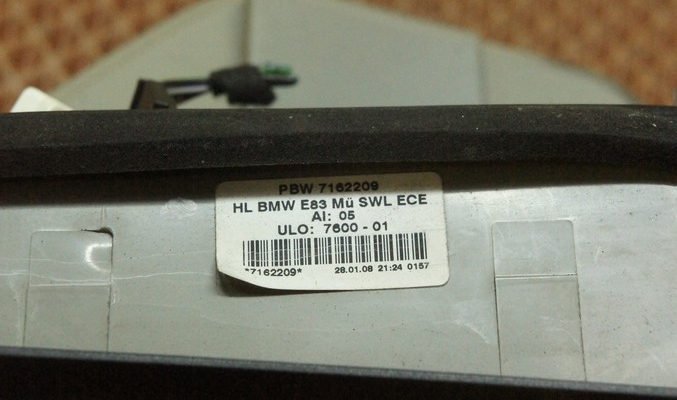 PBW 7162209
HL BMW E83 Mü SWL ECE
AI: 05
ULO: 7600 - 01
*7162209* 28.01.08 21:24 0157